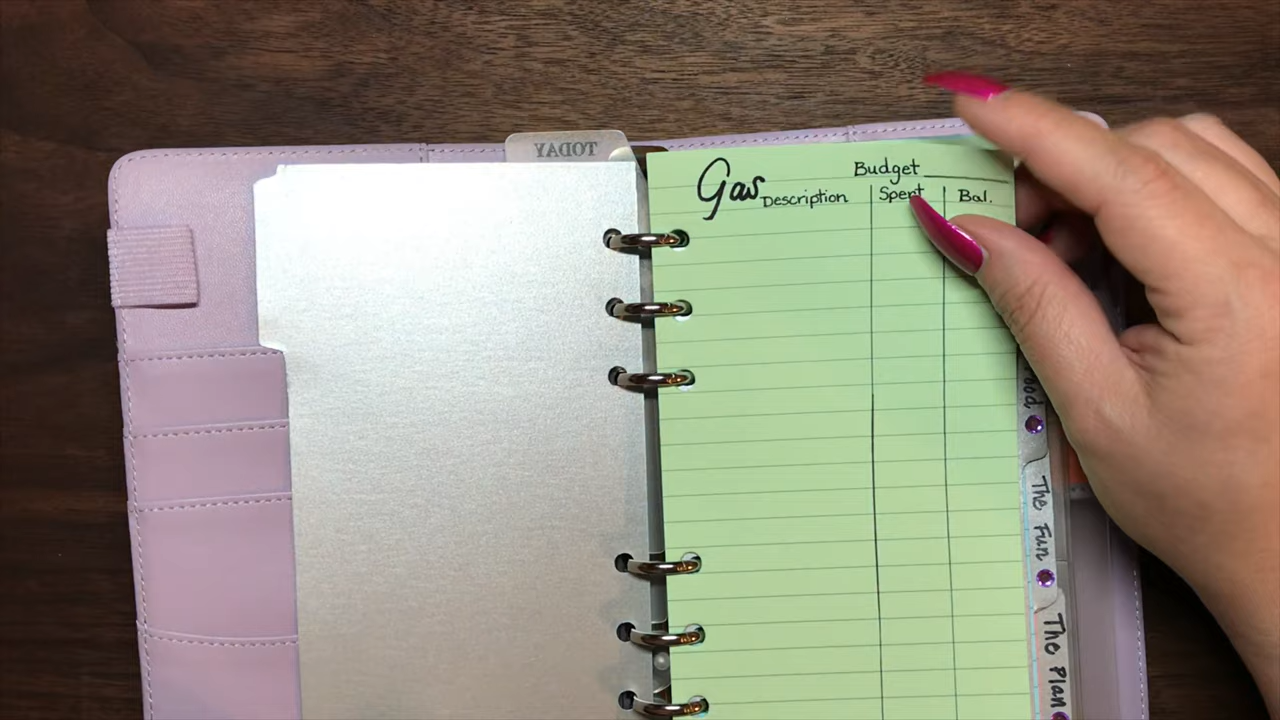 TODAY
Gas
Budget
Description
Spent
Bal.
The Fun
The Plan